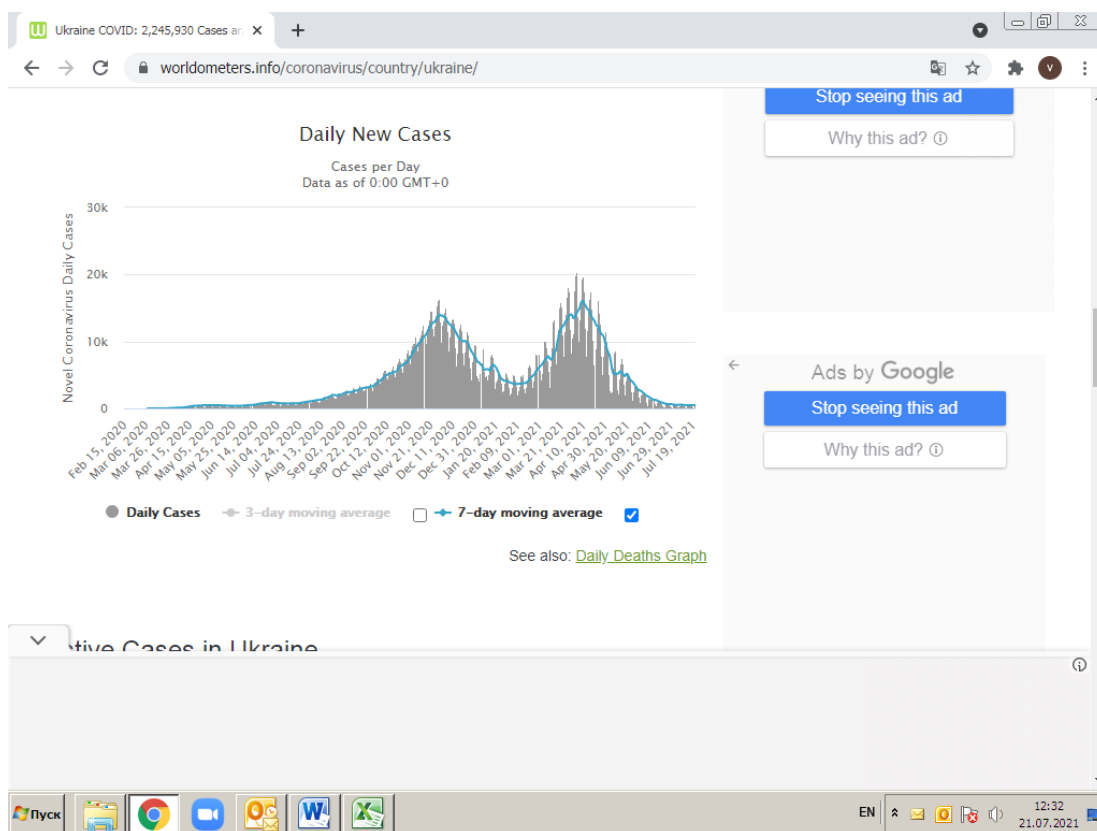 Ukraine COVID: 2,245,930 Cases an
worldometers.info/coronavirus/country/ukraine/
V
Stop seeing this ad
Why this ad?
Daily New Cases
Cases per Day
Data as of 0:00 GMT+0
Novel Coronavirus Daily Cases
30k
20k
10k
0
Feb 15, 2020
Mar 06, 2020
Mar 26, 2020
Apr 15, 2020
May 05, 2020
May 25, 2020
Jun 14, 2020
Jul 04, 2020
Jul 24, 2020
Aug 13, 2020
Sep 02, 2020
Sep 22, 2020
Oct 12, 2020
Nov 01, 2020
Nov 21, 2020
Dec 11, 2020
Dec 31, 2020
Jan 20, 2021
Feb 09, 2021
Mar 01, 2021
Mar 21, 2021
Apr 10, 2021
Apr 30, 2021
May 20, 2021
Jun 09, 2021
Jun 29, 2021
Jul 19, 2021
Daily Cases 3-day moving average 7-day moving average
See also: Daily Deaths Graph
Ads by Google
Stop seeing this ad
Why this ad?
ctive Cases in Ukraine
Пуск
EN
12:32
21.07.2021